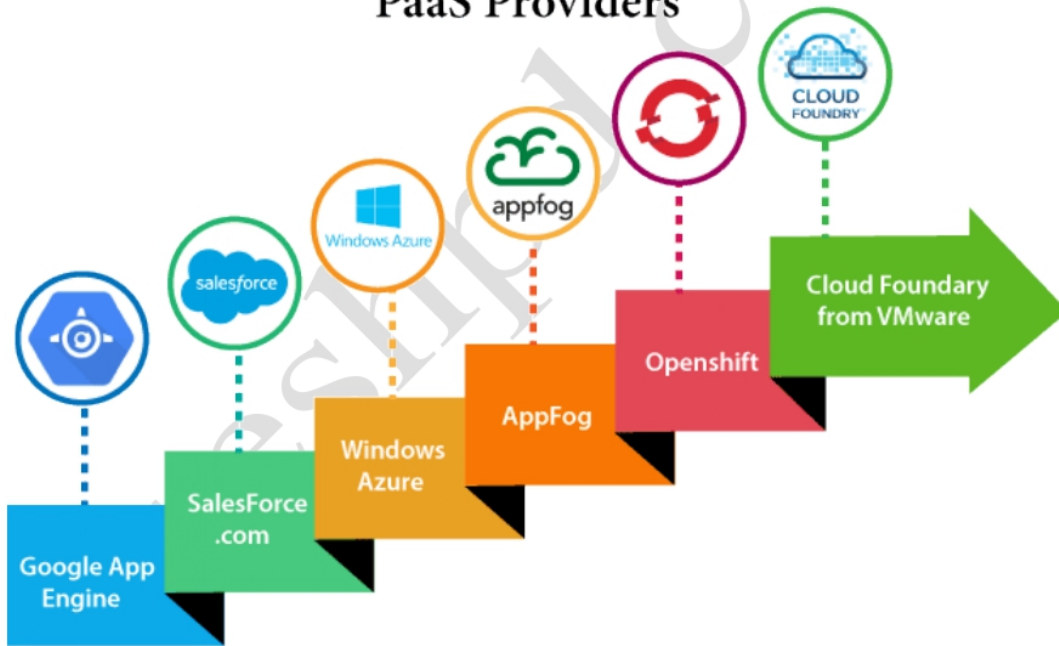 PaaS Providers
CLOUD
FOUNDRY
appfog
Windows Azure
salesforce
Cloud Foundary
from VMware
Openshift
AppFog
Windows
Azure
SalesForce
.com
Google App
Engine